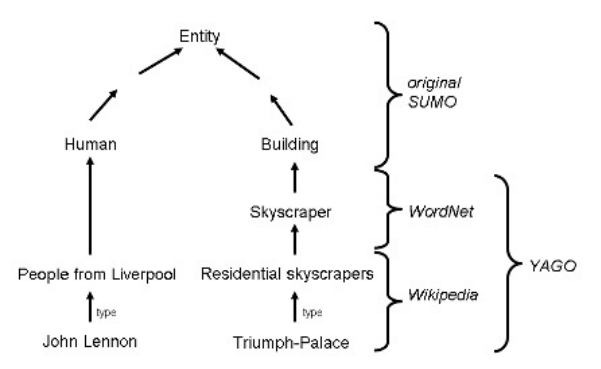 Entity
original
SUMO
Human
Building
Skyscraper
WordNet
YAGO
People from Liverpool
Residential skyscrapers
Wikipedia
type
type
John Lennon
Triumph-Palace